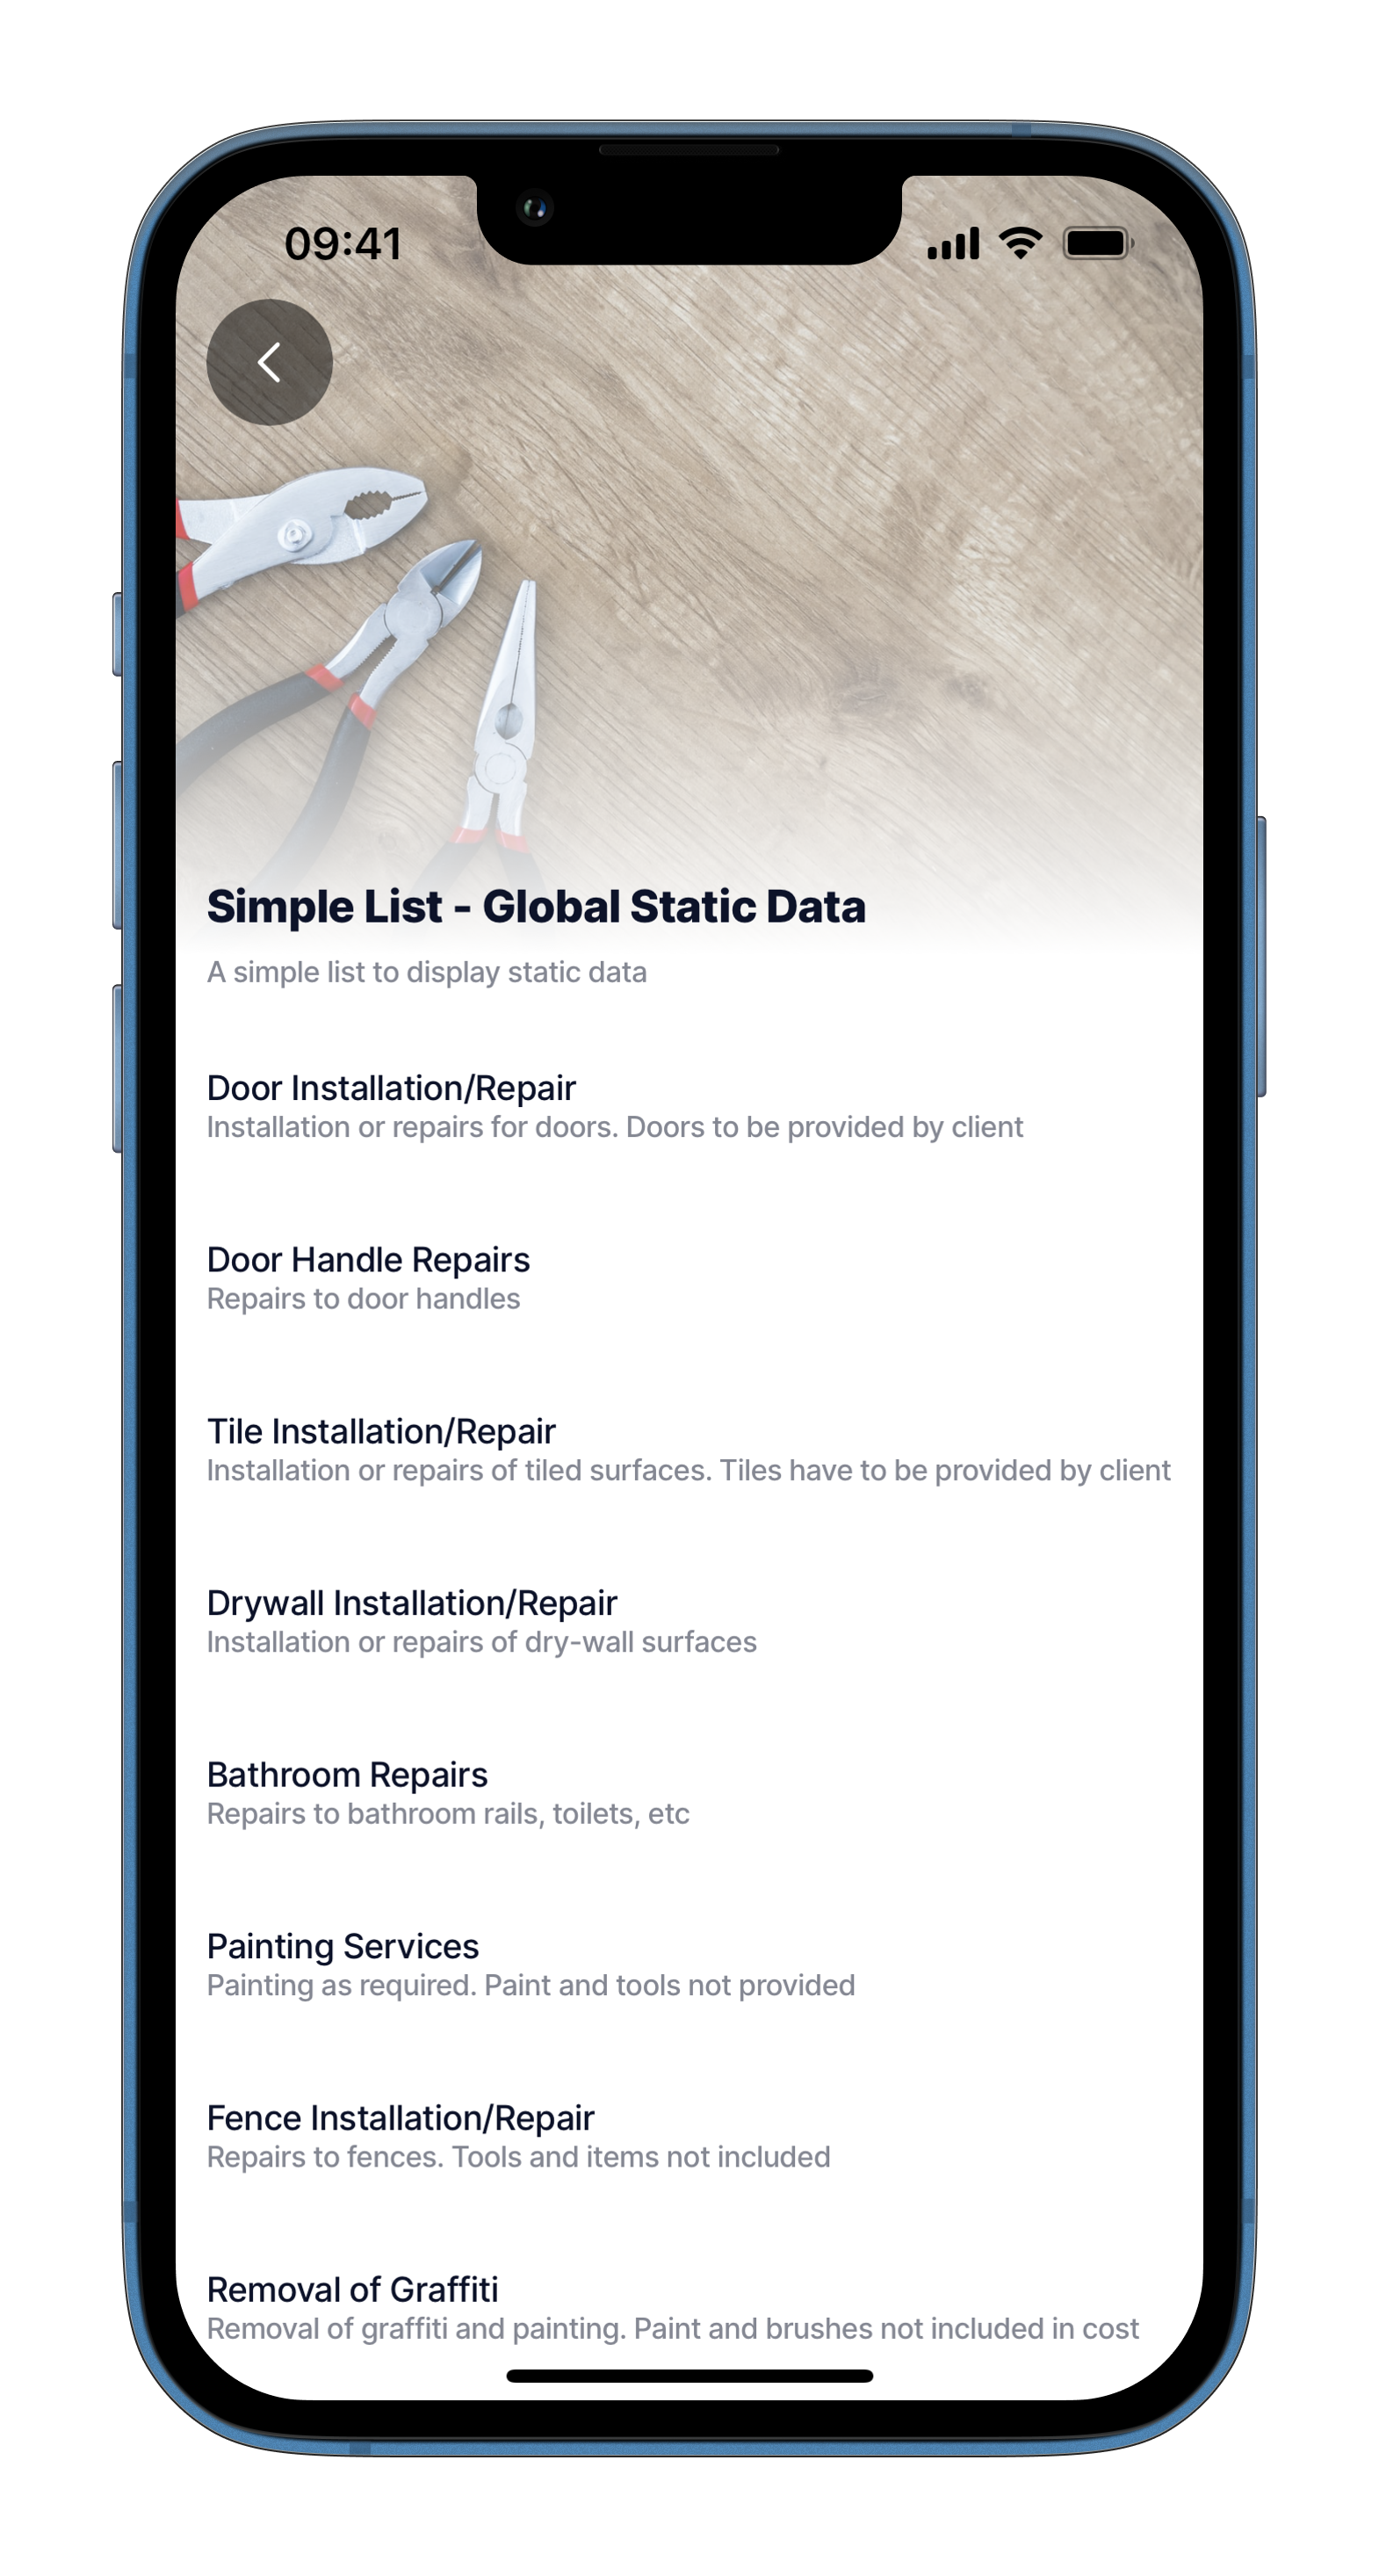 09:41
Simple List - Global Static Data
A simple list to display static data
Door Installation/Repair
Installation or repairs for doors. Doors to be provided by client
Door Handle Repairs
Repairs to door handles
Tile Installation/Repair
Installation or repairs of tiled surfaces. Tiles have to be provided by client
Drywall Installation/Repair
Installation or repairs of dry-wall surfaces
Bathroom Repairs
Repairs to bathroom rails, toilets, etc
Painting Services
Painting as required. Paint and tools not provided
Fence Installation/Repair
Repairs to fences. Tools and items not included
Removal of Graffiti
Removal of graffiti and painting. Paint and brushes not included in cost